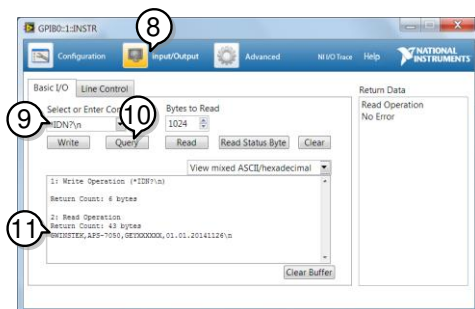 GPIB0::1::INSTR
8
Configuration
Input/Output
Advanced
NI I/O Trace
Help
NATIONAL INSTRUMENTS
Basic I/O
Line Control
Return Data
Select or Enter Co
10
Bytes to Read
Read Operation
No Error
9
*IDN?\n
1024
Write
Query
Read
Read Status Byte
Clear
View mixed ASCII/hexadecimal
1: Write Operation (*IDN?\n)
Return Count: 6 bytes
2: Read Operation
Return Count: 43 bytes
11
GWINSTEK,APS-7050,GEYXXXXXX,01.01.20141126\n
Clear Buffer